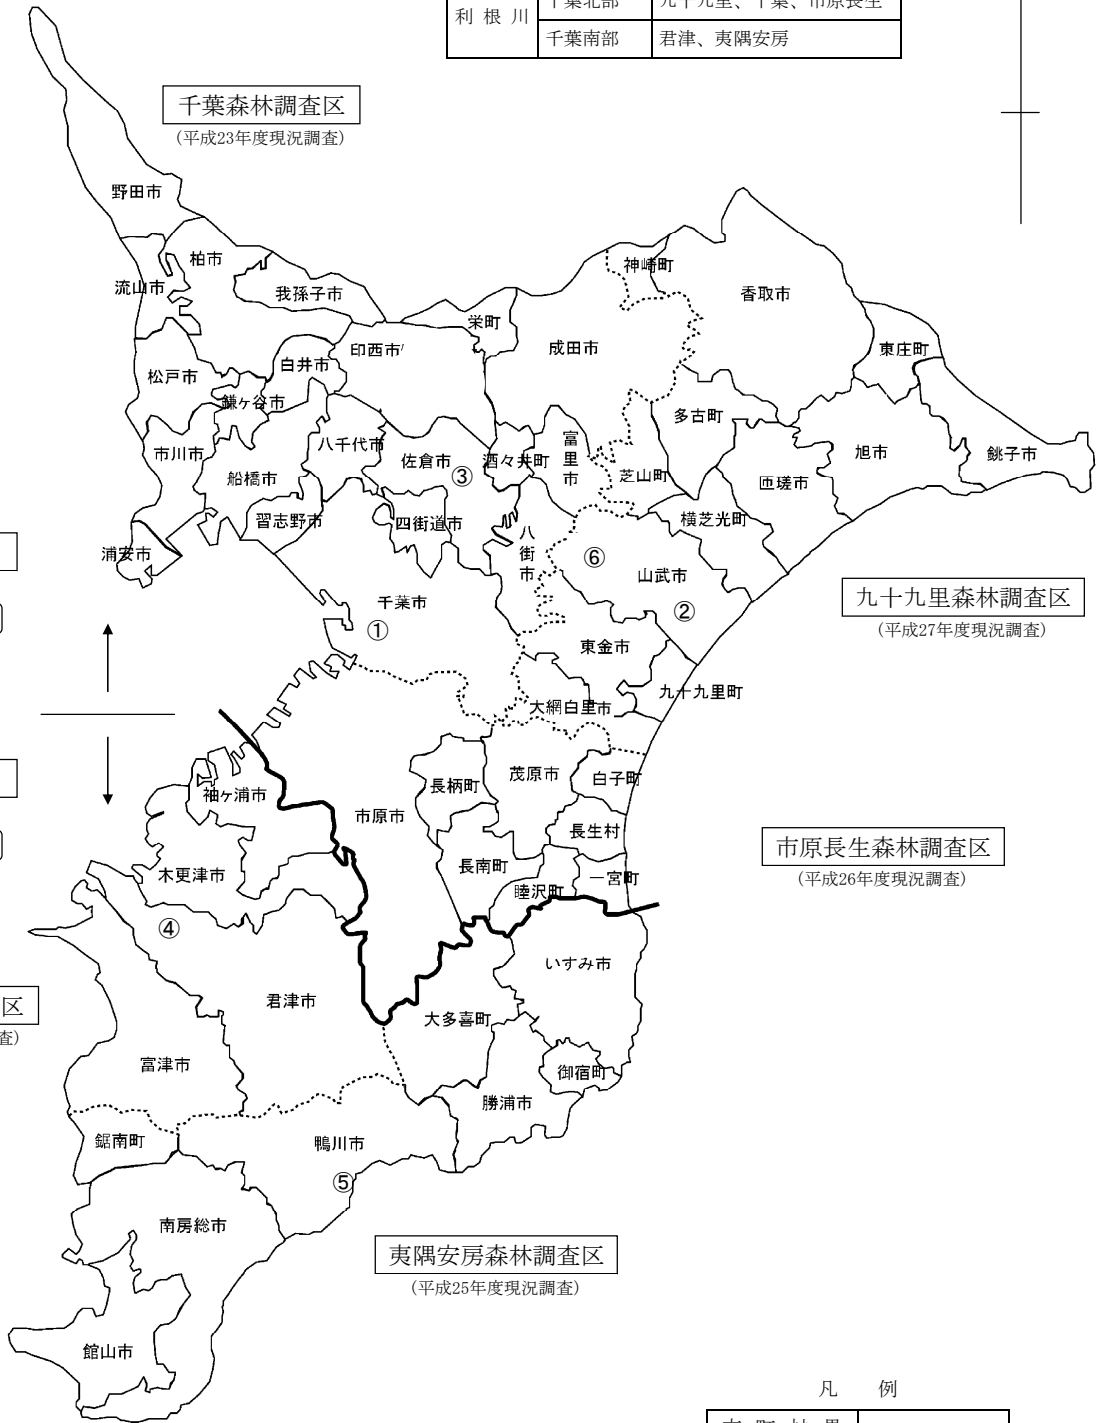 千葉北部 九十九里、千葉、市原長生
利根川
千葉南部 君津、夷隅安房
千葉森林調査区
(平成23年度現況調査)
野田市
柏市
流山市
我孫子市
神崎町
香取市
栄町
成田市
印西市
東庄町
白井市
松戸市
鎌ヶ谷市
多古町
八千代市
市川市
佐倉市
③
酒々井町
富里市
芝山町
旭市
銚子市
船橋市
匝瑳市
習志野市
四街道市
横芝光町
八街市
浦安市
⑥
山武市
九十九里森林調査区
(平成27年度現況調査)
千葉市
①
②
東金市
九十九里町
大網白里市
茂原市
白子町
長柄町
袖ヶ浦市
市原市
長生村
市原長生森林調査区
(平成26年度現況調査)
長南町
木更津市
一宮町
睦沢町
④
いすみ市
君津市
区
査)
大多喜町
富津市
御宿町
勝浦市
鋸南町
鴨川市
⑤
南房総市
夷隅安房森林調査区
(平成25年度現況調査)
館山市
凡 例
市町村界